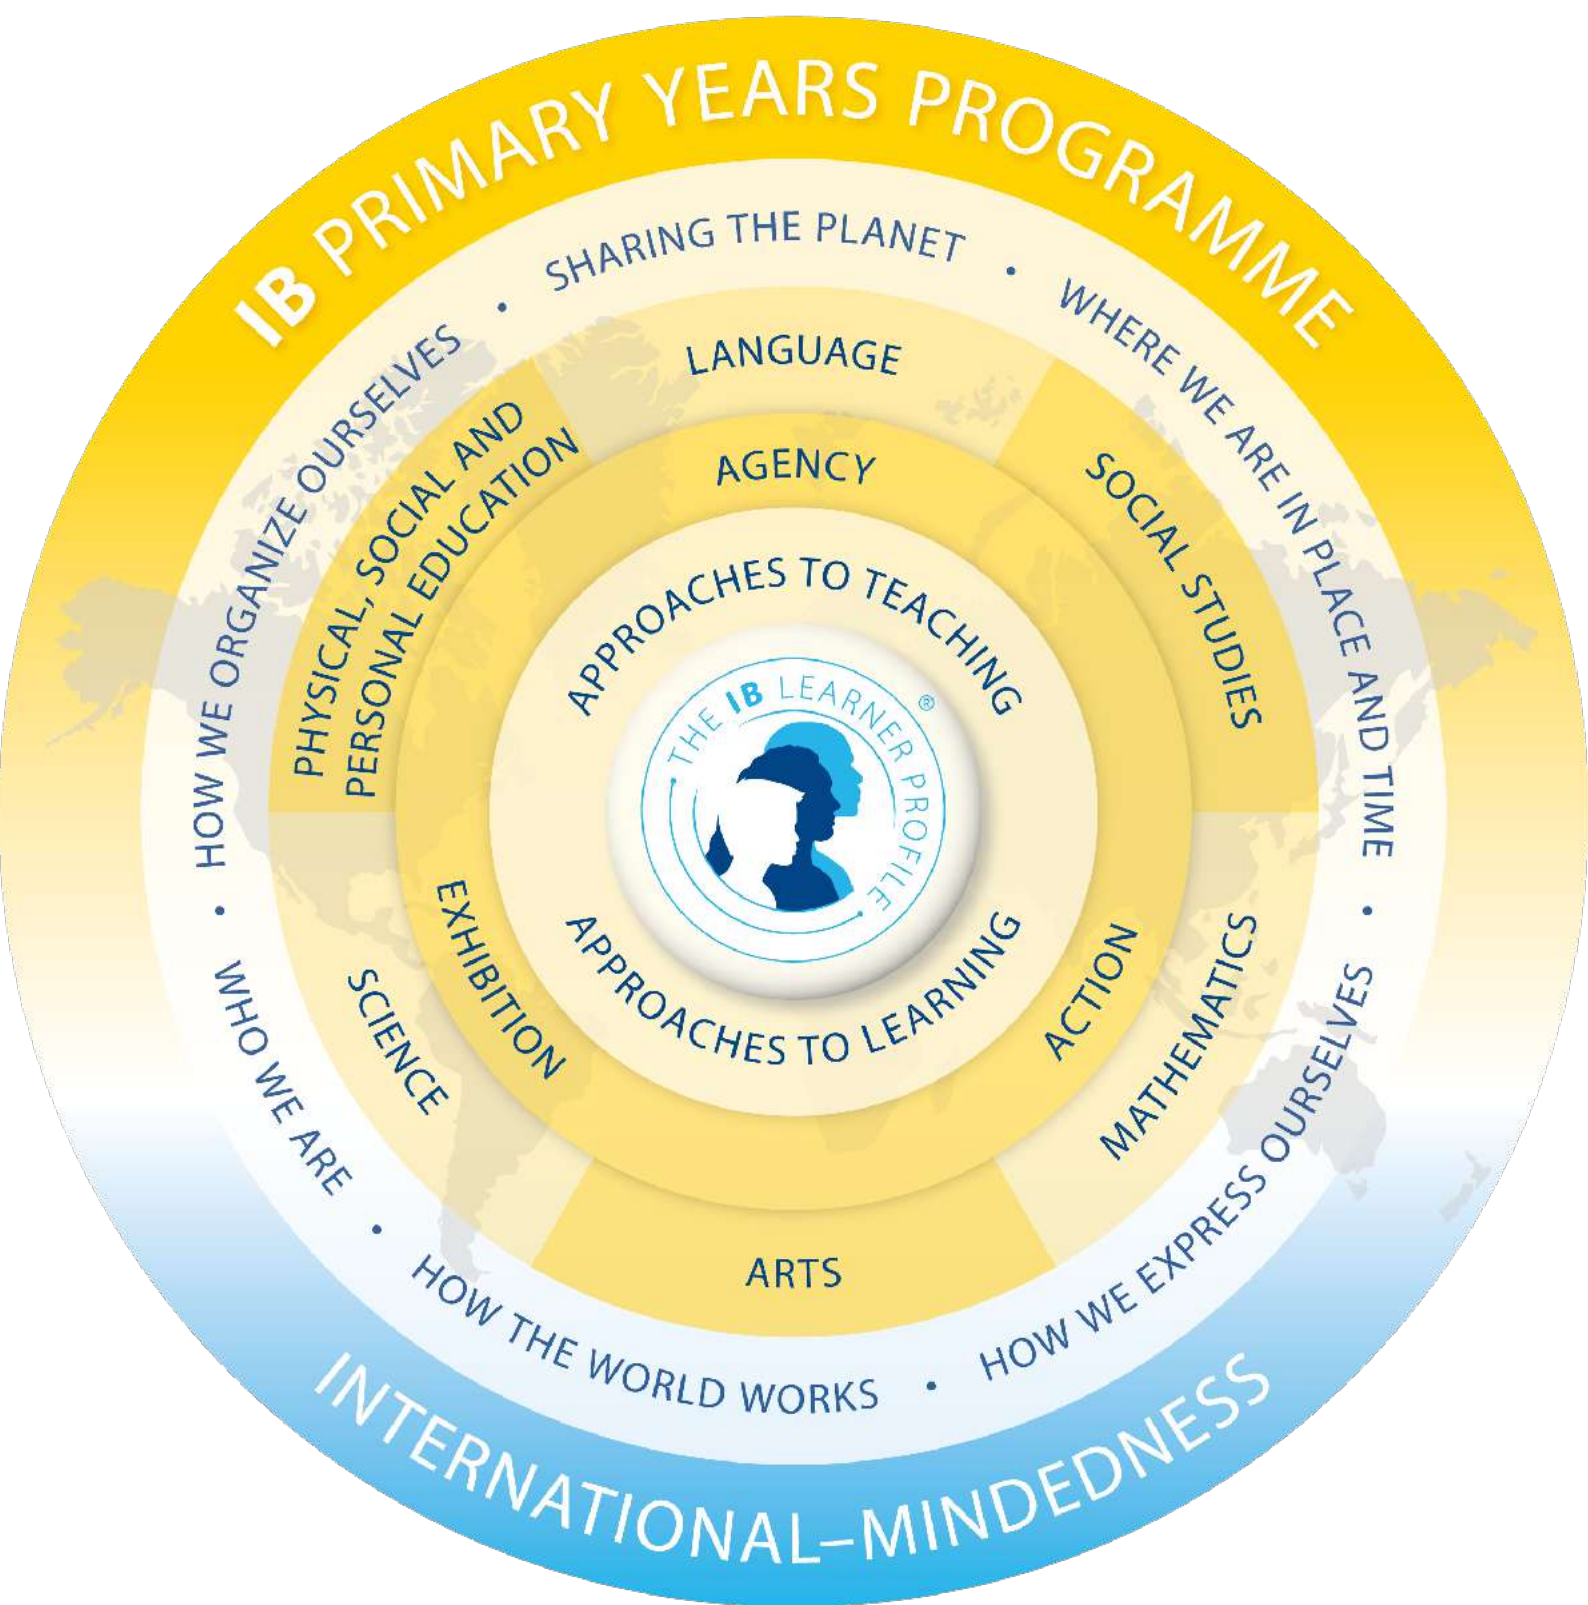 IB PRIMARY YEARS PROGRAMME
SHARING THE PLANET
•
WHERE WE ARE IN PLACE AND TIME
•
HOW WE EXPRESS OURSELVES
•
HOW THE WORLD WORKS
•
WHO WE ARE
•
HOW WE ORGANIZE OURSELVES
•
LANGUAGE
SOCIAL STUDIES
MATHEMATICS
ARTS
SCIENCE
PHYSICAL, SOCIAL AND
PERSONAL EDUCATION
AGENCY
ACTION
EXHIBITION
APPROACHES TO TEACHING
THE IB LEARNER PROFILE ®
APPROACHES TO LEARNING
INTERNATIONAL–MINDEDNESS